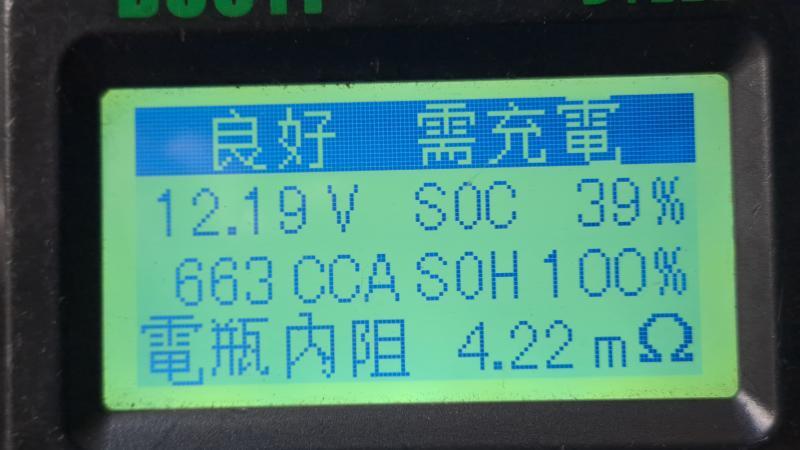 良好 需充電
12.19V SOC 39%
663 CCA SOH 100%
電瓶內阻 4.22 mΩ